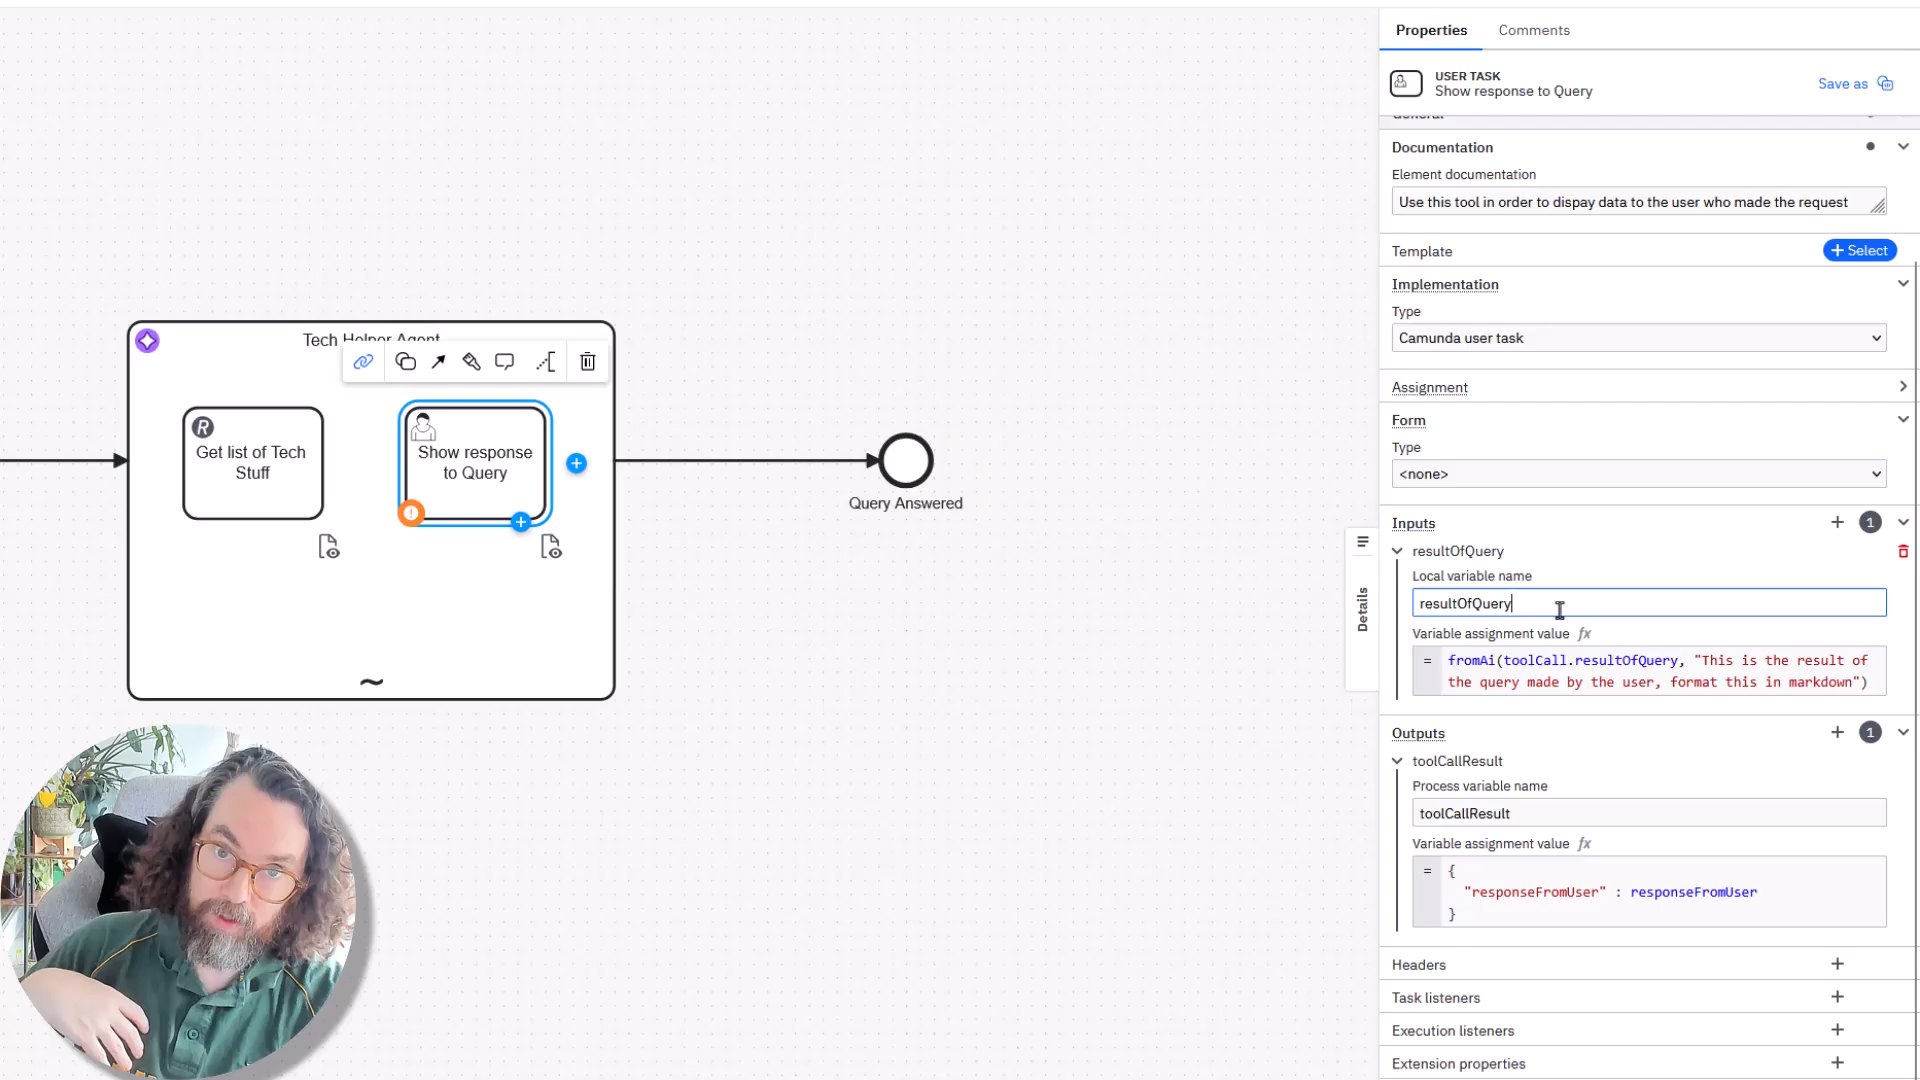 Properties
Comments
USER TASK
Show response to Query
Save as
General
Documentation
Element documentation
Use this tool in order to dispay data to the user who made the request
Template
+ Select
Implementation
Type
Camunda user task
Assignment
Form
Type
<none>
Inputs
1
resultOfQuery
Local variable name
resultOfQuery
Variable assignment value fx
= fromAi(toolCall.resultOfQuery, "This is the result of
the query made by the user, format this in markdown")
Outputs
1
toolCallResult
Process variable name
toolCallResult
Variable assignment value fx
= {
"responseFromUser" : responseFromUser
}
Headers
Task listeners
Execution listeners
Extension properties
Details
Tech Helper Agent
R
Get list of Tech
Stuff
Show response
to Query
~
Query Answered